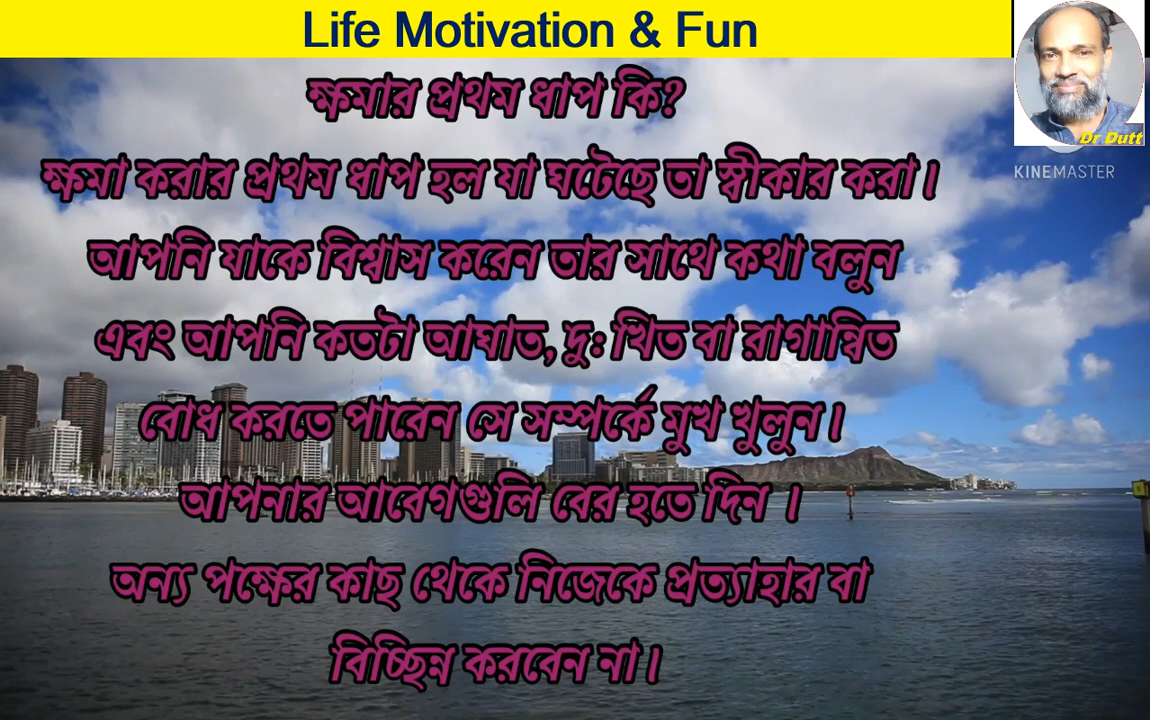 Life Motivation & Fun
ক্ষমার প্রথম ধাপ কি?
ক্ষমা করার প্রথম ধাপ হল যা ঘটেছে তা স্বীকার করা।
আপনি যাকে বিশ্বাস করেন তার সাথে কথা বলুন
এবং আপনি কতটা আঘাত, দু: খিত বা রাগান্বিত
বোধ করতে পারেন সে সম্পর্কে মুখ খুলুন।
আপনার আবেগগুলি বের হতে দিন ।
অন্য পক্ষের কাছ থেকে নিজেকে প্রত্যাহার বা
বিচ্ছিন্ন করবেন না।
Dr Dutt
KINEMASTER